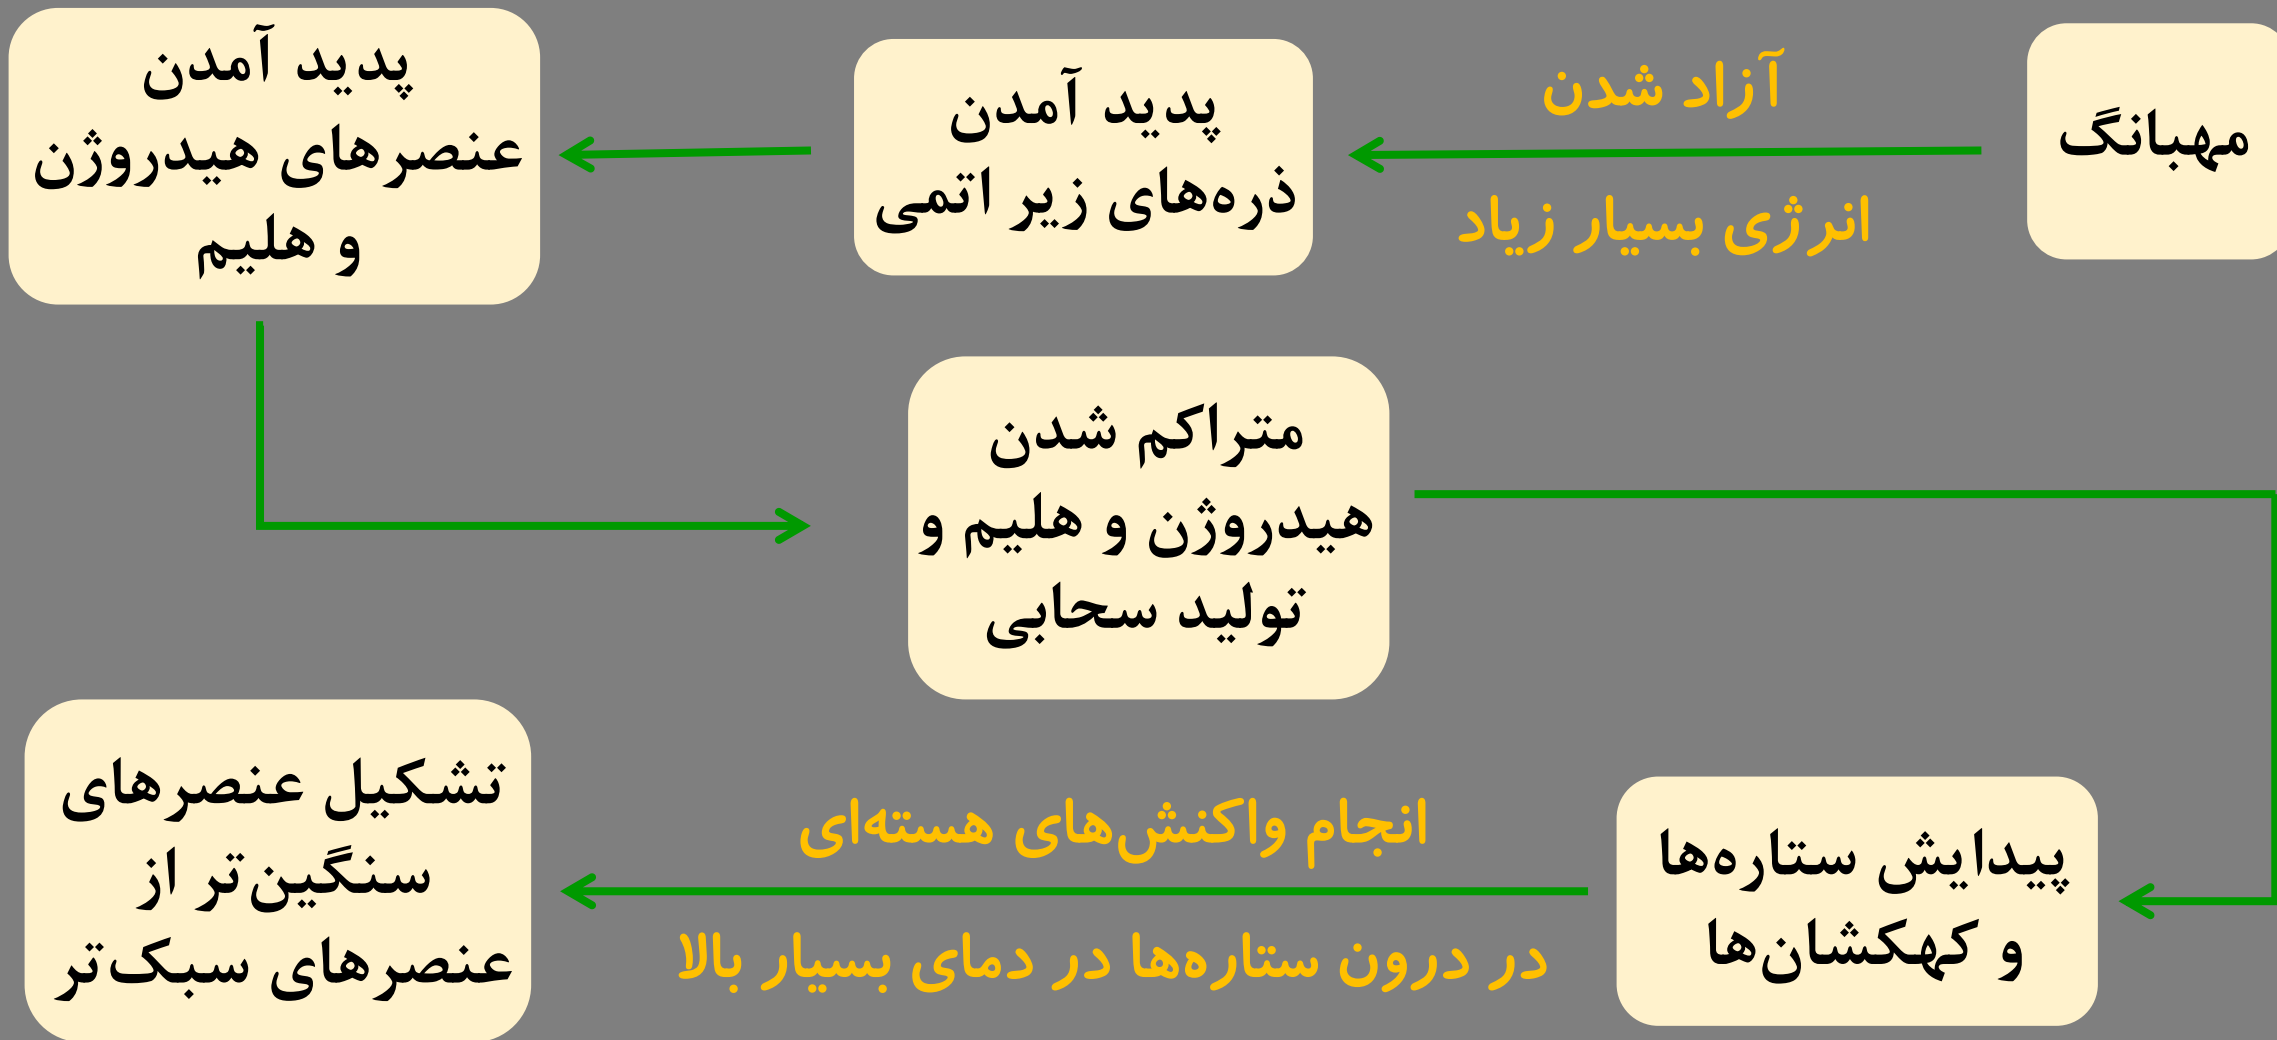 مهبانگ
آزاد شدن
انرژی بسیار زیاد
پدید آمدن
ذره‌های زیر اتمی
پدید آمدن
عنصرهای هیدروژن
و هلیم
متراکم شدن
هیدروژن و هلیم و
تولید سحابی
پیدایش ستاره‌ها
و کهکشان‌ها
انجام واکنش‌های هسته‌ای
در درون ستاره‌ها در دمای بسیار بالا
تشکیل عنصرهای
سنگین‌تر از
عنصرهای سبک‌تر